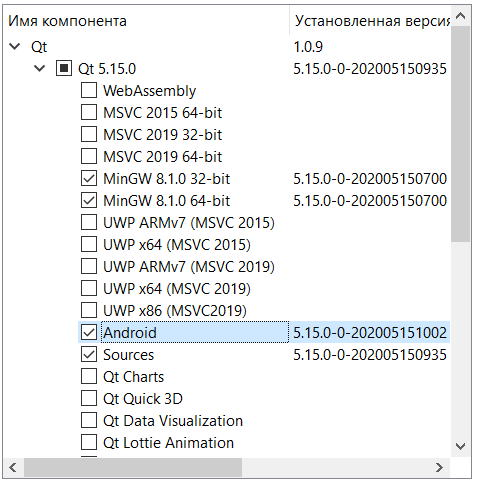 Имя компонента Установленная версия
Qt 1.0.9
Qt 5.15.0 5.15.0-0-202005150935
WebAssembly
MSVC 2015 64-bit
MSVC 2019 32-bit
MSVC 2019 64-bit
MinGW 8.1.0 32-bit 5.15.0-0-202005150700
MinGW 8.1.0 64-bit 5.15.0-0-202005150700
UWP ARMv7 (MSVC 2015)
UWP x64 (MSVC 2015)
UWP ARMv7 (MSVC 2019)
UWP x64 (MSVC 2019)
UWP x86 (MSVC2019)
Android 5.15.0-0-202005151002
Sources 5.15.0-0-202005150935
Qt Charts
Qt Quick 3D
Qt Data Visualization
Qt Lottie Animation